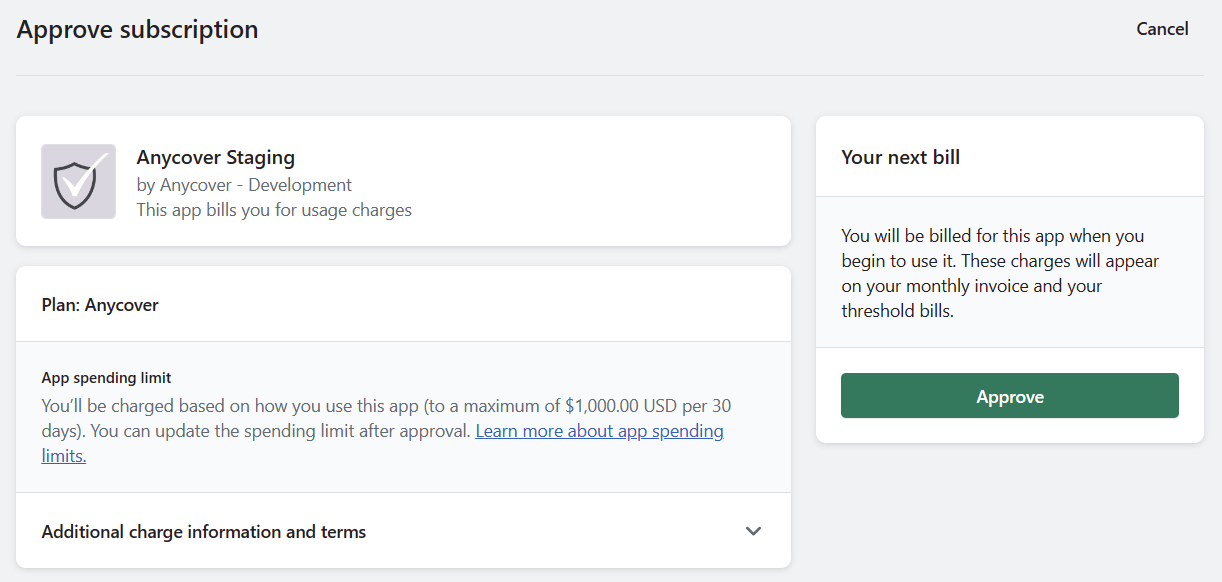 Approve subscription
Cancel
Anycover Staging
by Anycover - Development
This app bills you for usage charges
Plan: Anycover
App spending limit
You'll be charged based on how you use this app (to a maximum of $1,000.00 USD per 30
days). You can update the spending limit after approval. Learn more about app spending
limits.
Additional charge information and terms
Your next bill
You will be billed for this app when you
begin to use it. These charges will appear
on your monthly invoice and your
threshold bills.
Approve